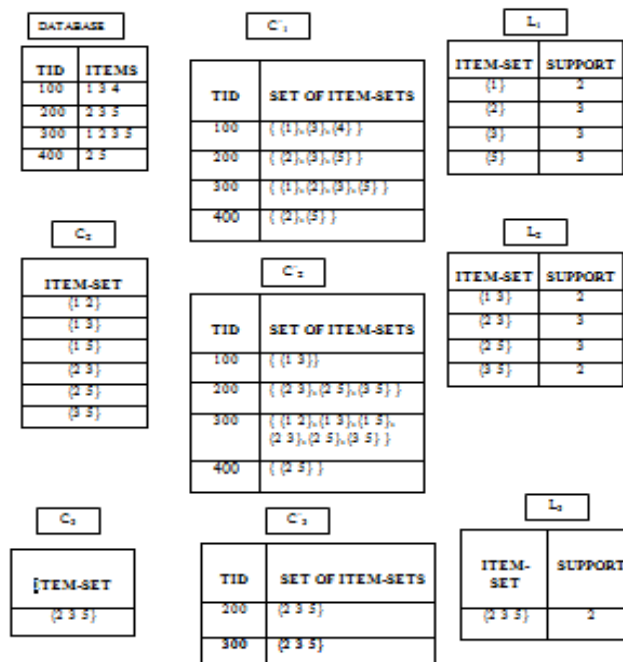 DATABASE
TID ITEMS
100 1 3 4
200 2 3 5
300 1 2 3 5
400 2 5
C^1
TID SET OF ITEM-SETS
100 { {1},{3},{4} }
200 { {2},{3},{5} }
300 { {1},{2},{3},{5} }
400 { {2},{5} }
L1
ITEM-SET SUPPORT
{1} 2
{2} 3
{3} 3
{5} 3
C2
ITEM-SET
{1 2}
{1 3}
{1 5}
{2 3}
{2 5}
{3 5}
C^2
TID SET OF ITEM-SETS
100 { {1 3}}
200 { {2 3},{2 5},{3 5} }
300 { {1 2},{1 3},{1 5},
{2 3},{2 5},{3 5} }
400 { {2 5} }
L2
ITEM-SET SUPPORT
{1 3} 2
{2 3} 3
{2 5} 3
{3 5} 2
C3
ITEM-SET
{2 3 5}
C^3
TID SET OF ITEM-SETS
200 {2 3 5}
300 {2 3 5}
L3
ITEM-
SET SUPPORT
{2 3 5} 2